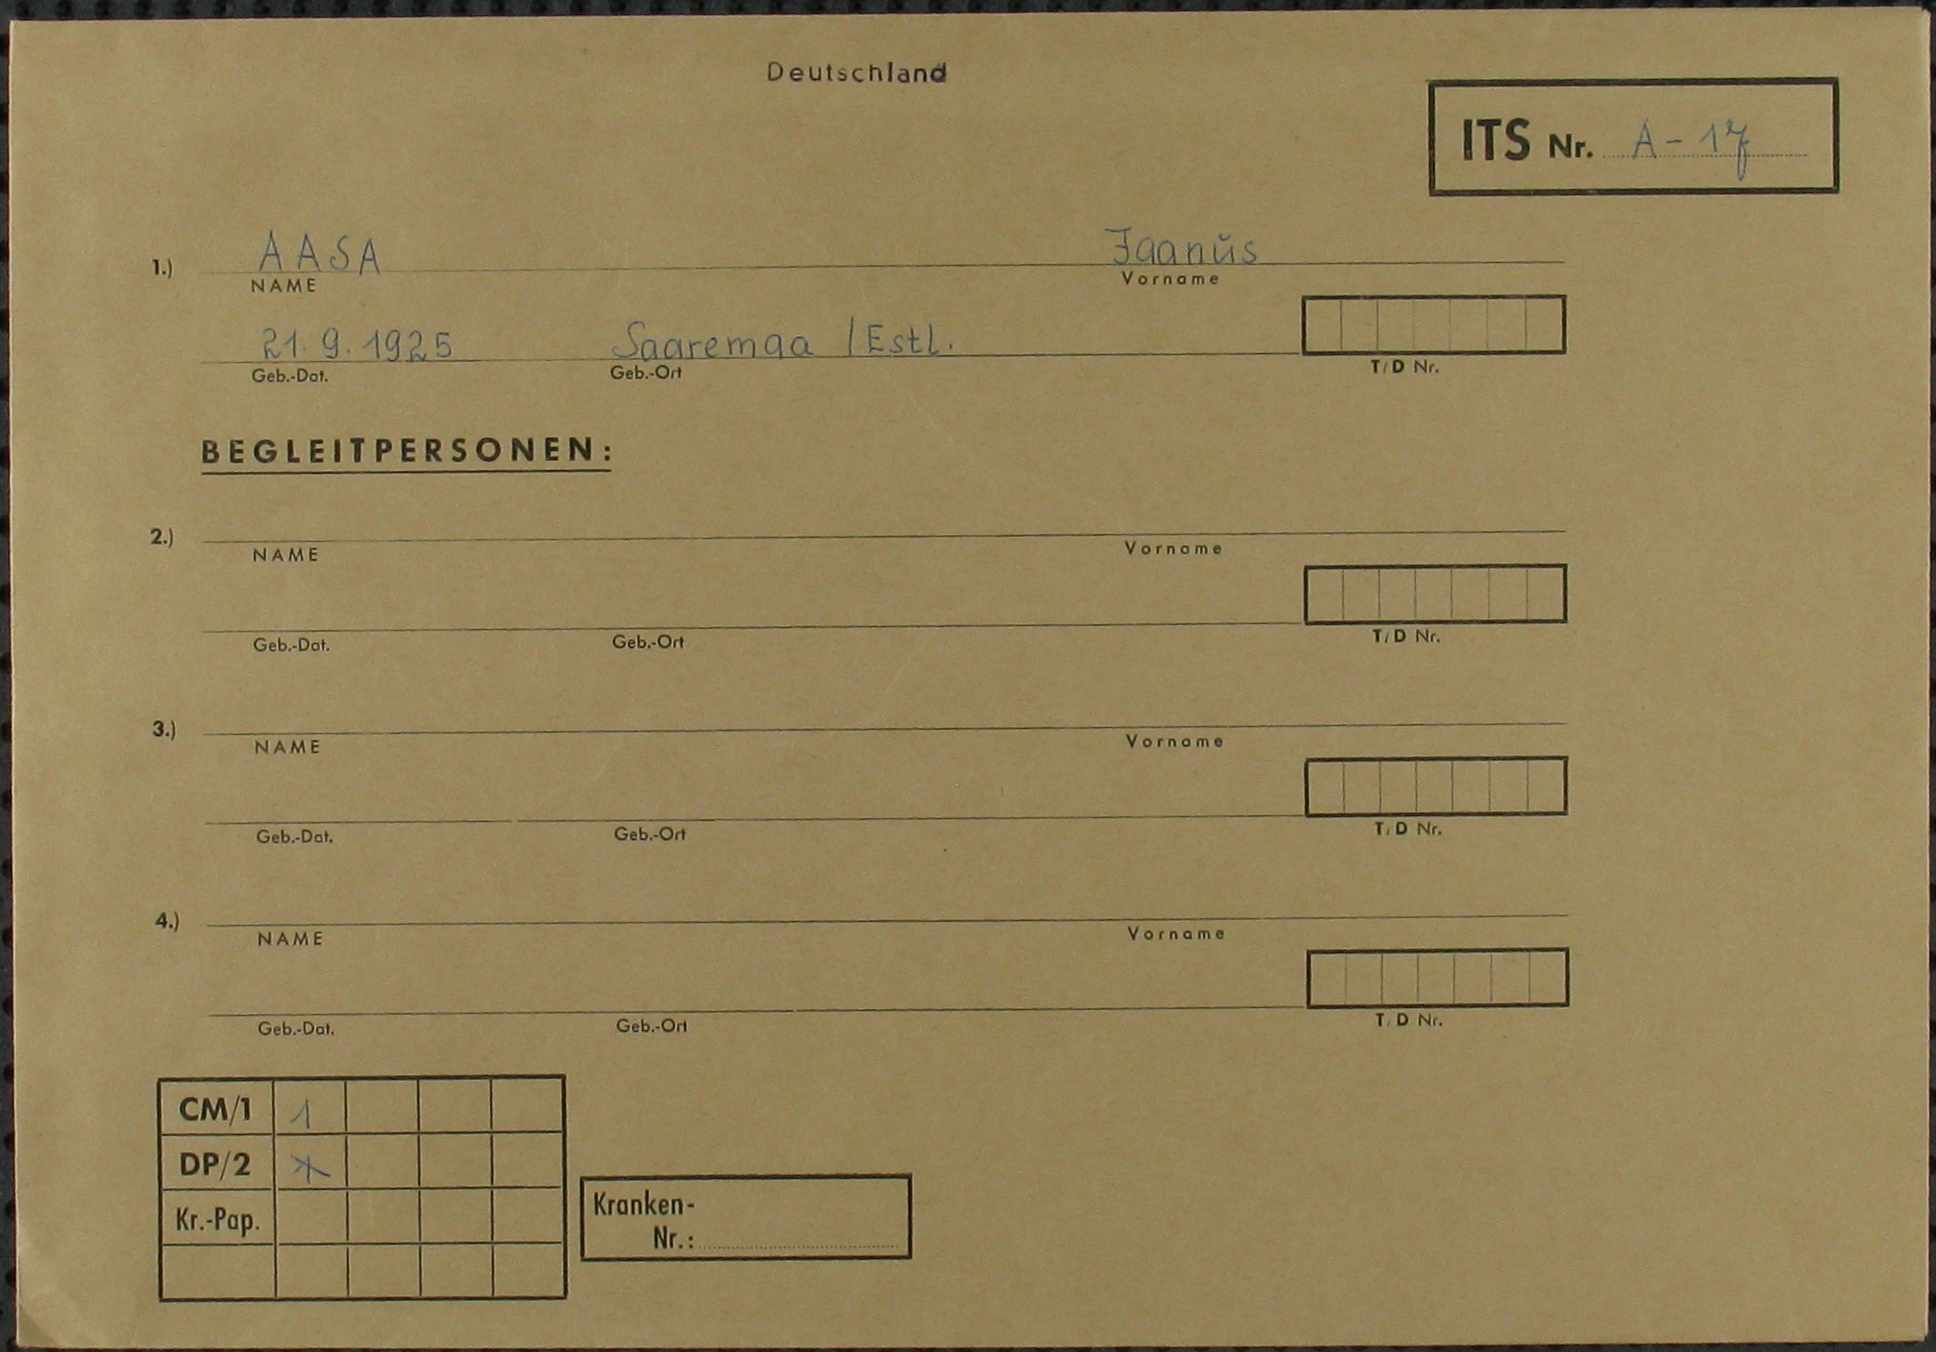 Deutschland
ITS Nr. A-17
1.) AASA Jaanŭs
NAME Vorname
21.9.1925 Saaremaa /Estl.
Geb.-Dat. Geb.-Ort T/D Nr.
BEGLEITPERSONEN:
2.)
NAME Vorname
Geb.-Dat. Geb.-Ort T/D Nr.
3.)
NAME Vorname
Geb.-Dat. Geb.-Ort T/D Nr.
4.)
NAME Vorname
Geb.-Dat. Geb.-Ort T/D Nr.
CM/1 1
DP/2
Kr.-Pap.
Kranken-
Nr.: